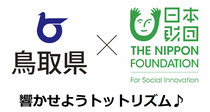 鳥取県
×
日本
財団
THE NIPPON
FOUNDATION
For Social Innovation
響かせようトットリズム♪